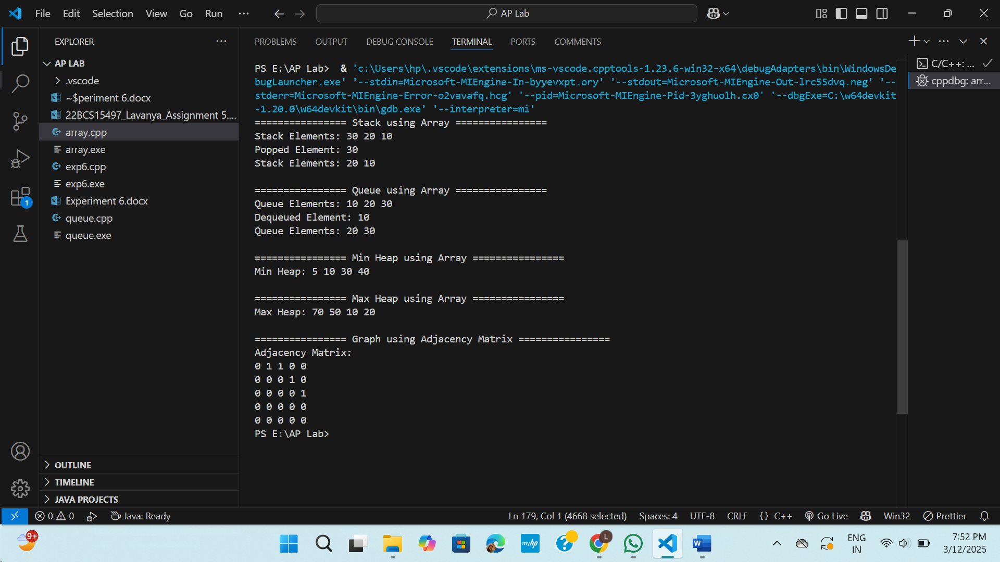 File Edit Selection View Go Run ···
AP Lab
EXPLORER
AP LAB
.vscode
~$periment 6.docx
22BCS15497_Lavanya_Assignment 5....
array.cpp
array.exe
exp6.cpp
exp6.exe
Experiment 6.docx
queue.cpp
queue.exe
1
OUTLINE
TIMELINE
JAVA PROJECTS
PROBLEMS OUTPUT DEBUG CONSOLE TERMINAL PORTS COMMENTS
PS E:\AP Lab>  & 'c:\Users\hp\.vscode\extensions\ms-vscode.cpptools-1.23.6-win32-x64\debugAdapters\bin\WindowsDe
bugLauncher.exe' '--stdin=Microsoft-MIEngine-In-byyevxpt.ory' '--stdout=Microsoft-MIEngine-Out-lrc55dvq.neg' '--
stderr=Microsoft-MIEngine-Error-o2vavafq.hcg' '--pid=Microsoft-MIEngine-Pid-3yghuolh.cx0' '--dbgExe=C:\w64devkit
-1.20.0\w64devkit\bin\gdb.exe' '--interpreter=mi'
================ Stack using Array ================
Stack Elements: 30 20 10
Popped Element: 30
Stack Elements: 20 10
================ Queue using Array ================
Queue Elements: 10 20 30
Dequeued Element: 10
Queue Elements: 20 30
================ Min Heap using Array ================
Min Heap: 5 10 30 40
================ Max Heap using Array ================
Max Heap: 70 50 10 20
================ Graph using Adjacency Matrix ================
Adjacency Matrix:
0 1 1 0 0
0 0 0 1 0
0 0 0 0 1
0 0 0 0 0
0 0 0 0 0
PS E:\AP Lab>
C/C++: ...
cppdbg: arr...
0 0 Java: Ready
Ln 179, Col 1 (4668 selected) Spaces: 4 UTF-8 CRLF {} C++ Go Live Win32 Prettier
9+
myhp
?
L
W
ENG
IN
7:52 PM
3/12/2025